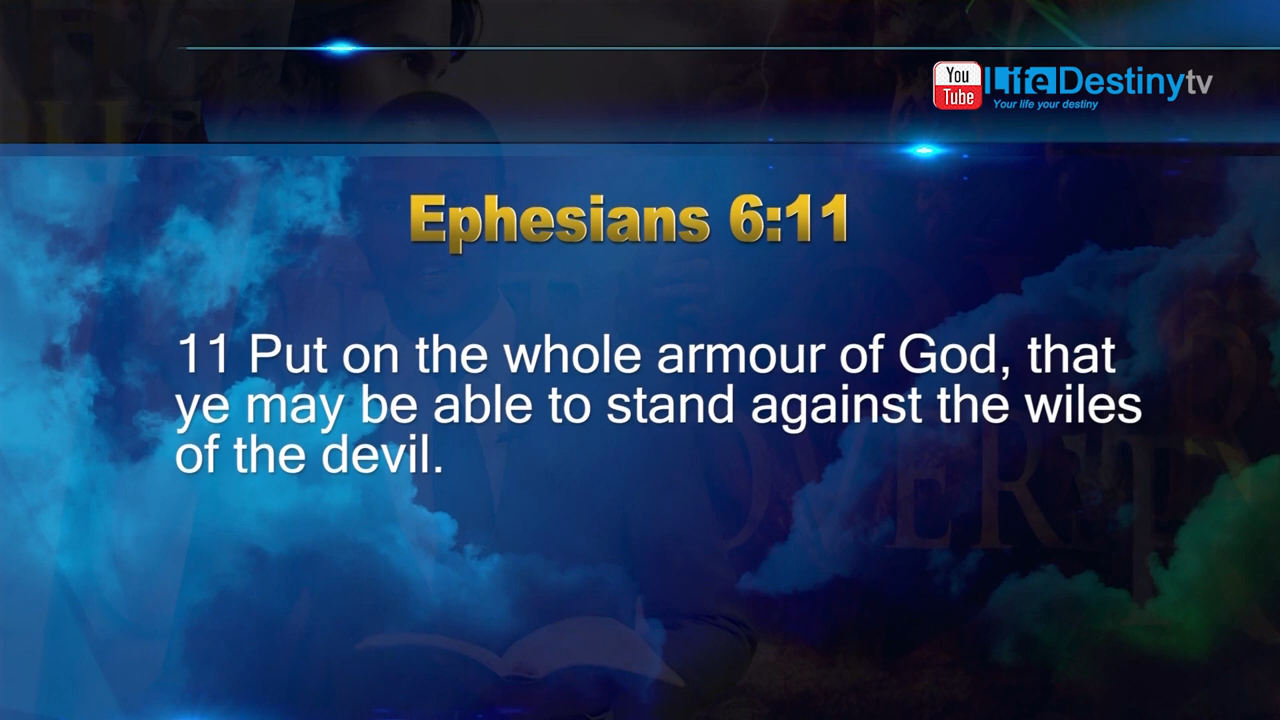 You
Tube
LifeDestinytv
Your life your destiny
Ephesians 6:11
11 Put on the whole armour of God, that
ye may be able to stand against the wiles
of the devil.